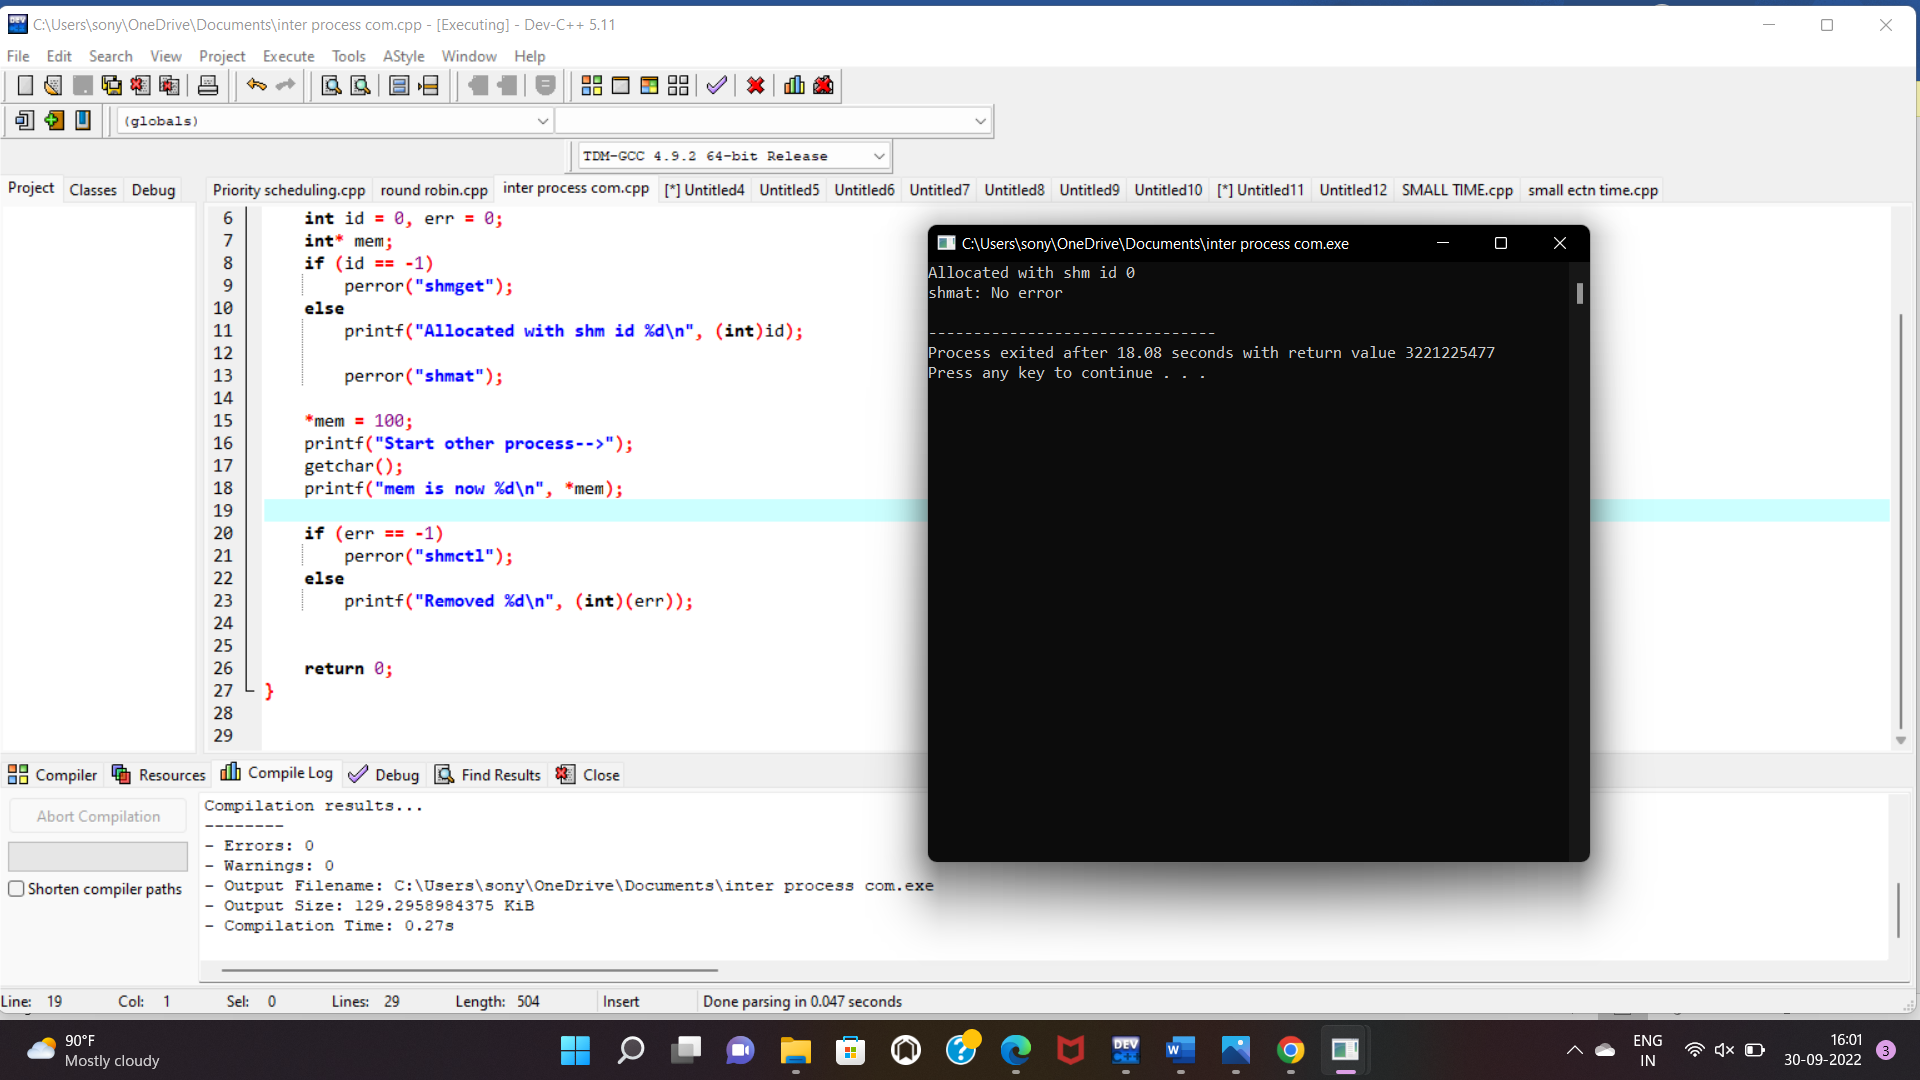 C:\Users\sony\OneDrive\Documents\inter process com.cpp - [Executing] - Dev-C++ 5.11
File Edit Search View Project Execute Tools AStyle Window Help
(globals)
TDM-GCC 4.9.2 64-bit Release
Project Classes Debug
Priority scheduling.cpp round robin.cpp inter process com.cpp [*] Untitled4 Untitled5 Untitled6 Untitled7 Untitled8 Untitled9 Untitled10 [*] Untitled11 Untitled12 SMALL TIME.cpp small ectn time.cpp
6 int id = 0, err = 0;
7 int* mem;
8 if (id == -1)
9 perror("shmget");
10 else
11 printf("Allocated with shm id %d\n", (int)id);
12
13 perror("shmat");
14
15 *mem = 100;
16 printf("Start other process-->");
17 getchar();
18 printf("mem is now %d\n", *mem);
19
20 if (err == -1)
21 perror("shmctl");
22 else
23 printf("Removed %d\n", (int)(err));
24
25
26 return 0;
27 }
28
29
C:\Users\sony\OneDrive\Documents\inter process com.exe
Allocated with shm id 0
shmat: No error
--------------------------------
Process exited after 18.08 seconds with return value 3221225477
Press any key to continue . . .
Compiler Resources Compile Log Debug Find Results Close
Abort Compilation
Shorten compiler paths
Compilation results...
--------
- Errors: 0
- Warnings: 0
- Output Filename: C:\Users\sony\OneDrive\Documents\inter process com.exe
- Output Size: 129.2958984375 KiB
- Compilation Time: 0.27s
Line: 19 Col: 1 Sel: 0 Lines: 29 Length: 504 Insert Done parsing in 0.047 seconds
90°F
Mostly cloudy
DEV
C++
W
ENG
IN
16:01
30-09-2022
3